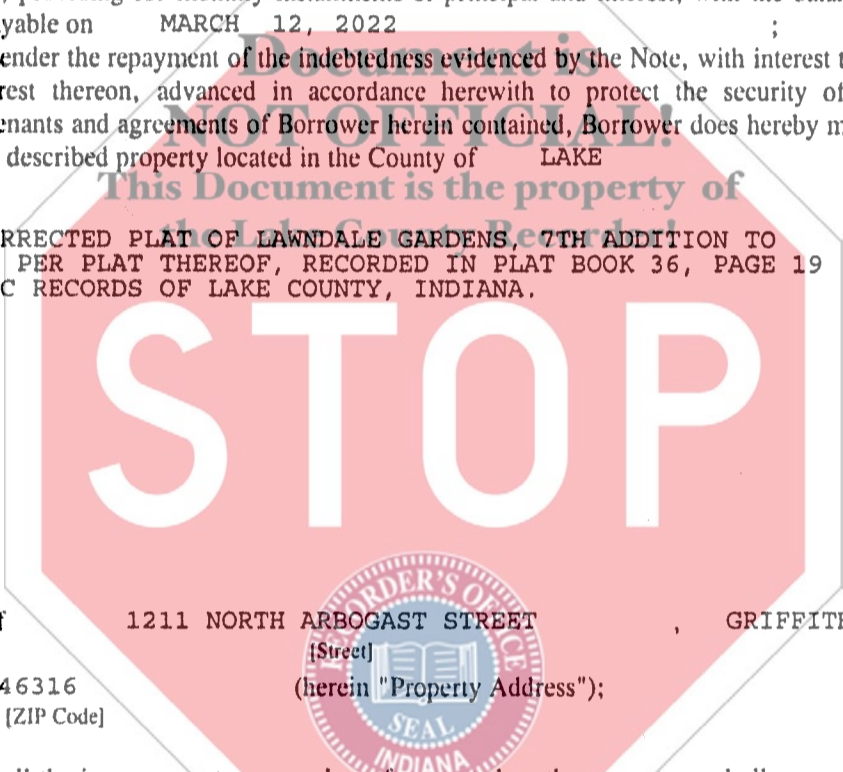 yable on MARCH 12, 2022 ;
Document is
ender the repayment of the indebtedness evidenced by the Note, with interest t
rest thereon, advanced in accordance herewith to protect the security of
NOT OFFICIAL!
enants and agreements of Borrower herein contained, Borrower does hereby m
described property located in the County of LAKE
This Document is the property of
the Lake County Recorder!
RRECTED PLAT OF LAWNDALE GARDENS, 7TH ADDITION TO
PER PLAT THEREOF, RECORDED IN PLAT BOOK 36, PAGE 19
C RECORDS OF LAKE COUNTY, INDIANA.
STOP
f 1211 NORTH ARBOGAST STREET , GRIFFITH
[Street]
46316 (herein "Property Address");
[ZIP Code]
RECORDER'S OFFICE
SEAL
INDIANA